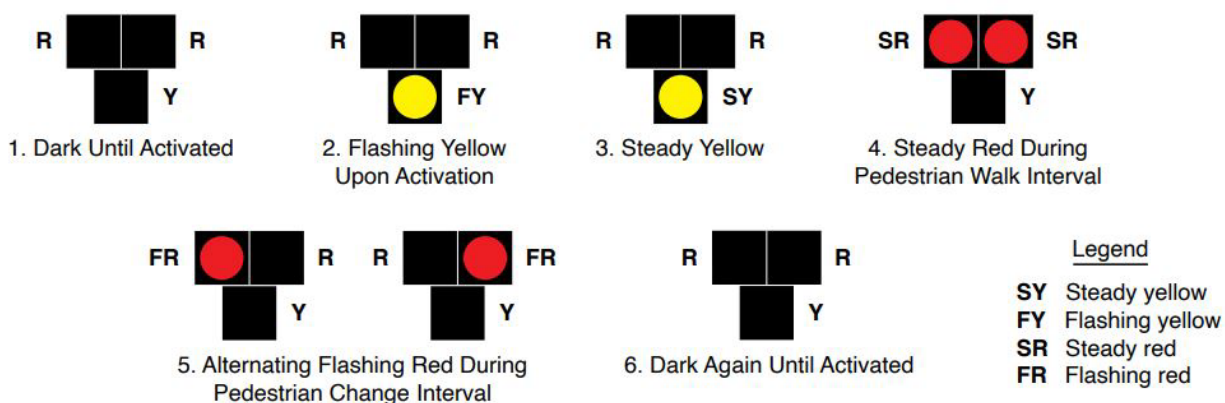 R R R R R R SR SR
Y FY SY Y
1. Dark Until Activated
2. Flashing Yellow
Upon Activation
3. Steady Yellow
4. Steady Red During
Pedestrian Walk Interval
FR R R FR R R
Y Y Y
5. Alternating Flashing Red During
Pedestrian Change Interval
6. Dark Again Until Activated
Legend
SY Steady yellow
FY Flashing yellow
SR Steady red
FR Flashing red